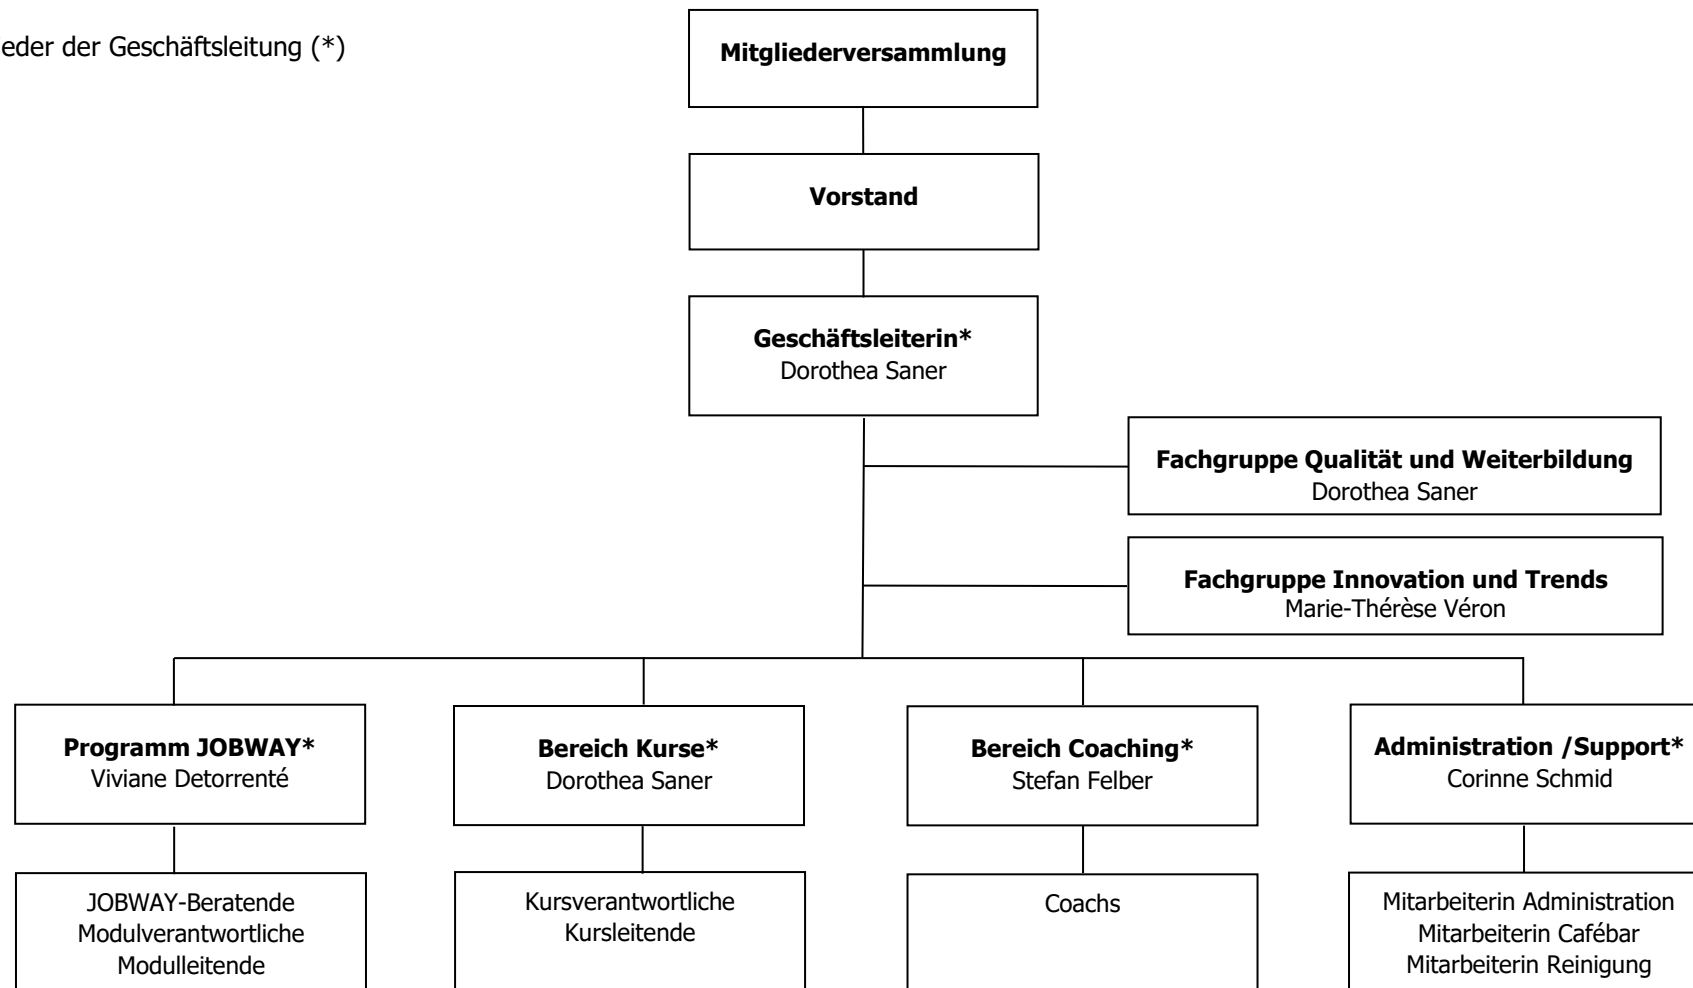 der der Geschäftsleitung (*)
Mitgliederversammlung
Vorstand
Geschäftsleiterin*
Dorothea Saner
Fachgruppe Qualität und Weiterbildung
Dorothea Saner
Fachgruppe Innovation und Trends
Marie-Thérèse Véron
Programm JOBWAY*
Viviane Detorrenté
Bereich Kurse*
Dorothea Saner
Bereich Coaching*
Stefan Felber
Administration /Support*
Corinne Schmid
JOBWAY-Beratende
Modulverantwortliche
Modulleitende
Kursverantwortliche
Kursleitende
Coachs
Mitarbeiterin Administration
Mitarbeiterin Cafébar
Mitarbeiterin Reinigung